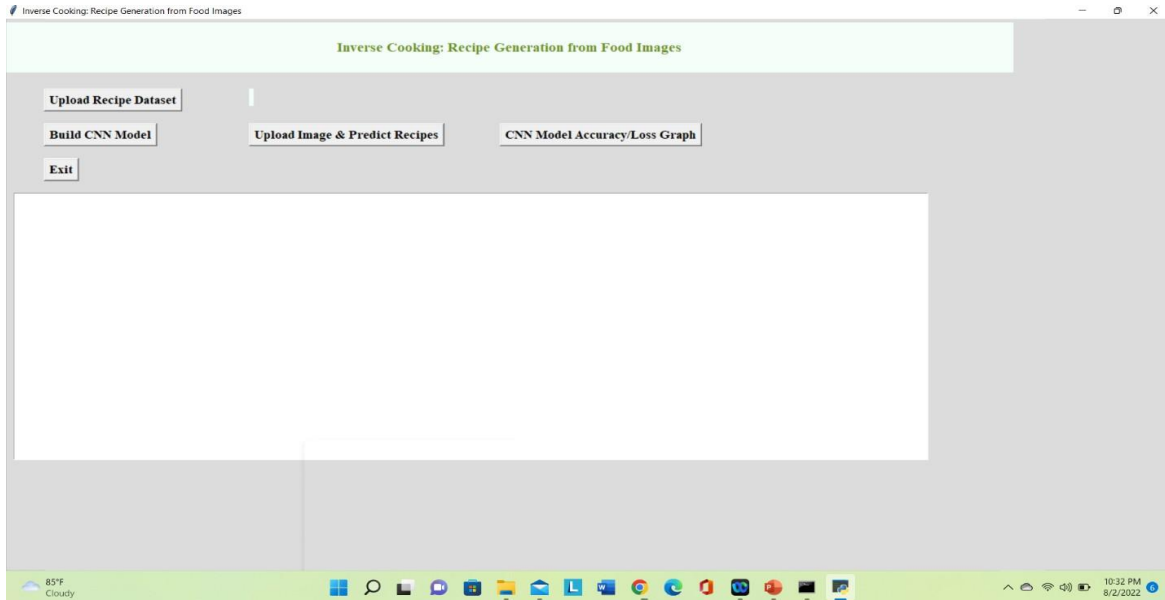 Inverse Cooking: Recipe Generation from Food Images
Inverse Cooking: Recipe Generation from Food Images
Upload Recipe Dataset
Build CNN Model
Upload Image & Predict Recipes
CNN Model Accuracy/Loss Graph
Exit
85°F
Cloudy
L
W
10:32 PM
8/2/2022
6